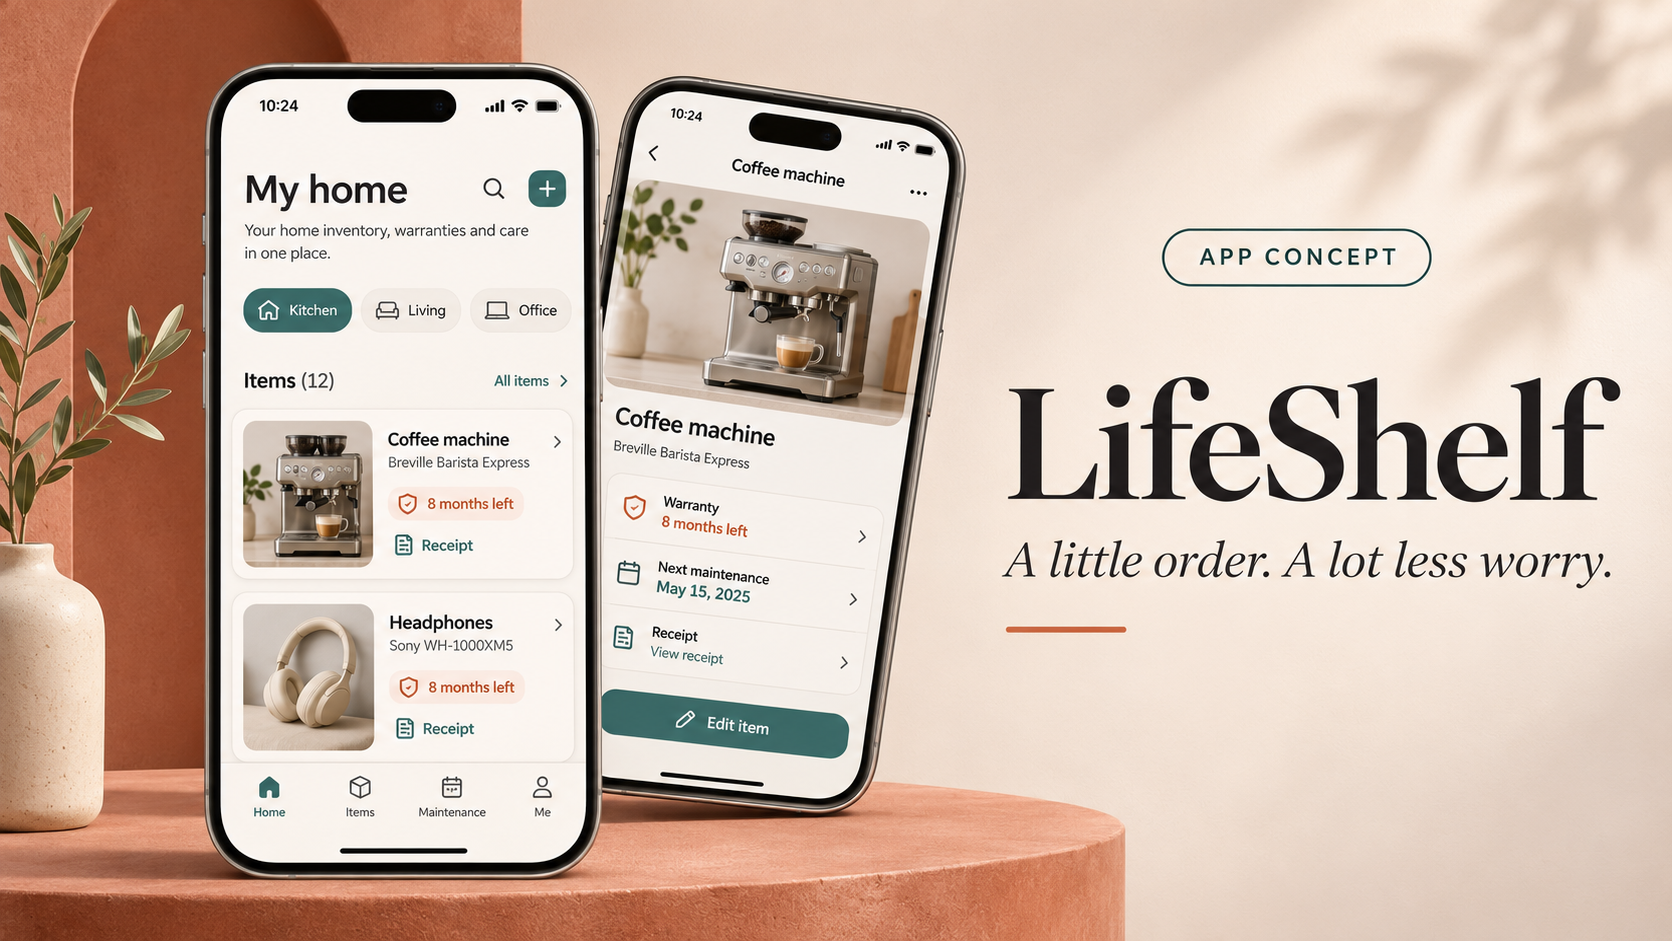 10:24
My home
Your home inventory, warranties and care
in one place.
Kitchen
Living
Office
Items (12)
All items
Coffee machine
Breville Barista Express
8 months left
Receipt
Headphones
Sony WH-1000XM5
8 months left
Receipt
Home
Items
Maintenance
Me
10:24
Coffee machine
Coffee machine
Breville Barista Express
Warranty
8 months left
Next maintenance
May 15, 2025
Receipt
View receipt
Edit item
APP CONCEPT
LifeShelf
A little order. A lot less worry.